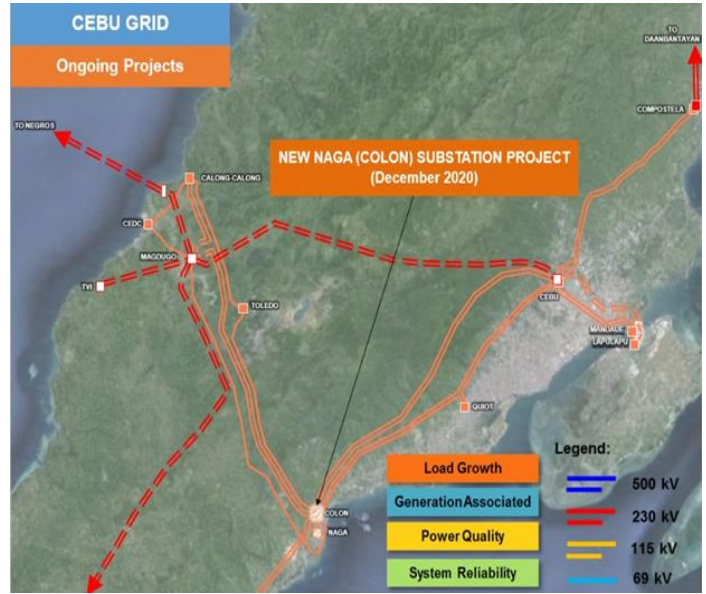 CEBU GRID
Ongoing Projects
TO
DAANBANTAYAN
COMPOSTELA
TO NEGROS
NEW NAGA (COLON) SUBSTATION PROJECT
(December 2020)
CALONG-CALONG
CEDC
MAGDUGO
TVI
TOLEDO
CEBU
MANDAUE
LAPULAPU
QUIOT
COLON
NAGA
Legend:
Load Growth
Generation Associated
Power Quality
System Reliability
500 kV
230 kV
115 kV
69 kV